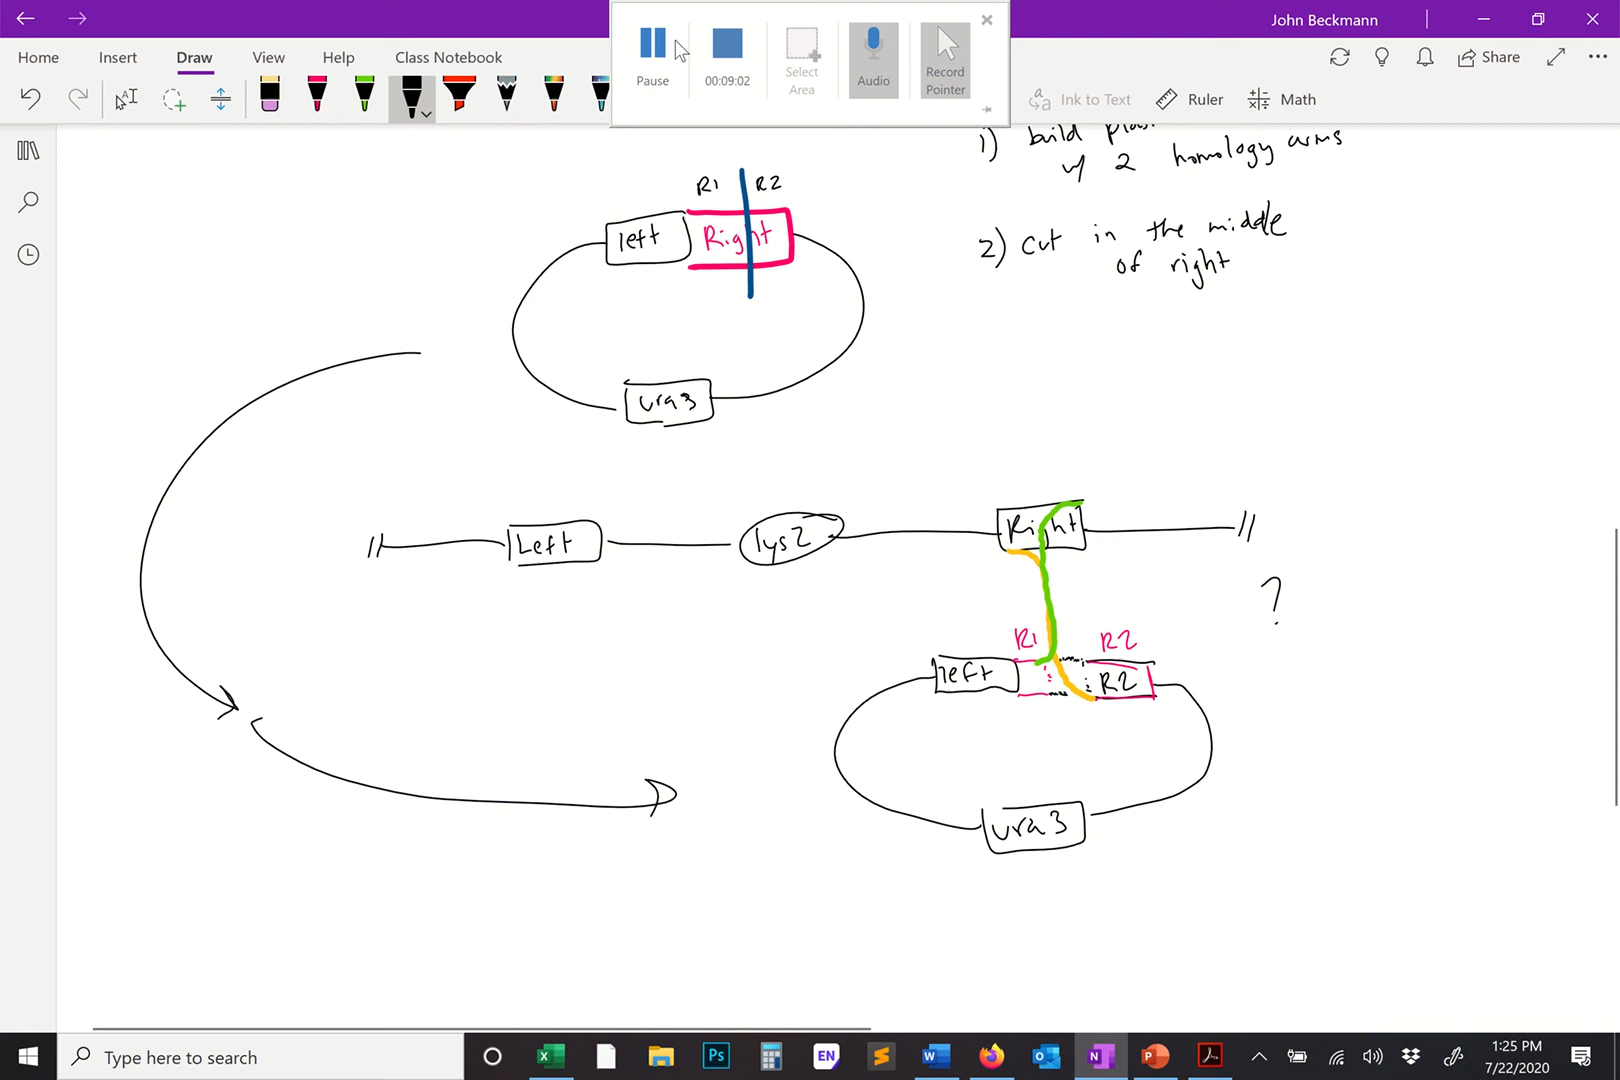 John Beckmann
Home Insert Draw View Help Class Notebook
Pause 00:09:02 Select Area Audio Record Pointer
Share
Ink to Text Ruler Math
1) build
w/ 2 homology arms
R1 R2
left Right
2) cut in the middle
of right
ura3
Left lys2 Right
?
R1 R2
left R2
ura3
Type here to search
EN
1:25 PM
7/22/2020